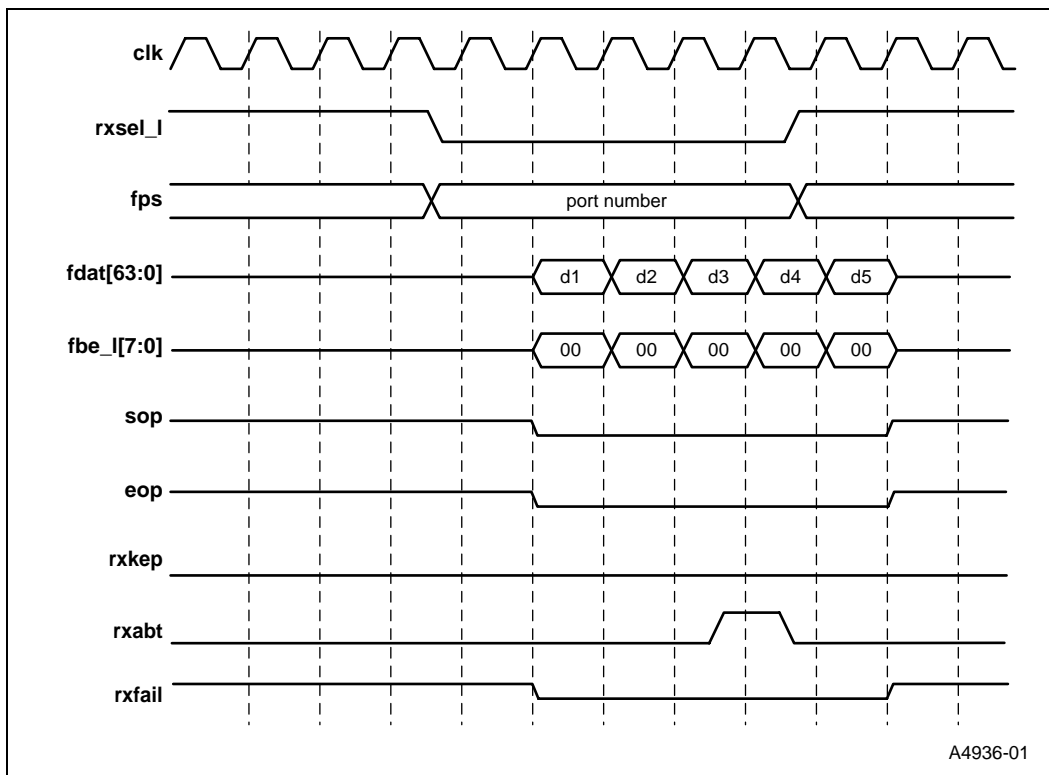 clk
rxsel_l
fps
port number
fdat[63:0]
d1 d2 d3 d4 d5
fbe_l[7:0]
00 00 00 00 00
sop
eop
rxkep
rxabt
rxfail
A4936-01